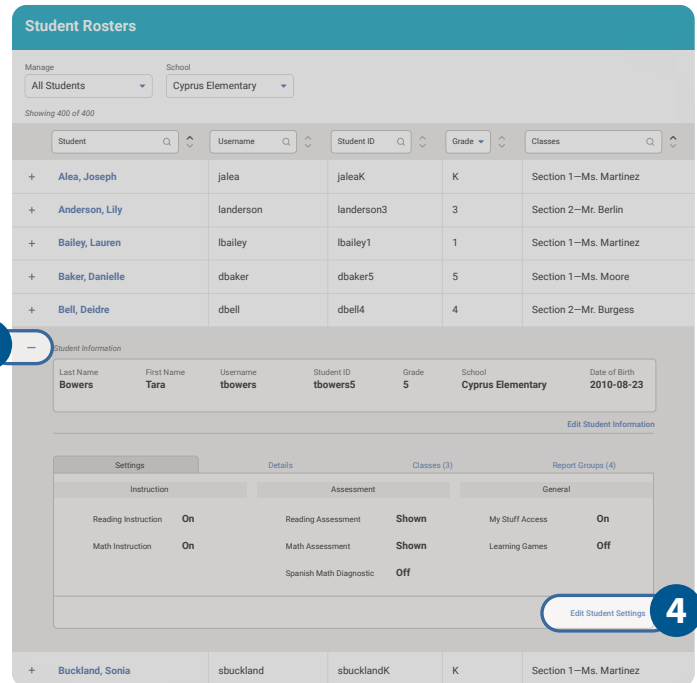 Student Rosters
Manage School
All Students Cyprus Elementary
Showing 400 of 400
Student Username Student ID Grade Classes
+ Alea, Joseph jalea jaleaK K Section 1—Ms. Martinez
+ Anderson, Lily landerson landerson3 3 Section 2—Mr. Berlin
+ Bailey, Lauren lbailey lbailey1 1 Section 1—Ms. Martinez
+ Baker, Danielle dbaker dbaker5 5 Section 1—Ms. Moore
+ Bell, Deidre dbell dbell4 4 Section 2—Mr. Burgess
– Student Information
Last Name First Name Username Student ID Grade School Date of Birth
Bowers Tara tbowers tbowers5 5 Cyprus Elementary 2010-08-23
Edit Student Information
Settings Details Classes (3) Report Groups (4)
Instruction Assessment General
Reading Instruction On Reading Assessment Shown My Stuff Access On
Math Instruction On Math Assessment Shown Learning Games Off
Spanish Math Diagnostic Off
Edit Student Settings 4
+ Buckland, Sonia sbuckland sbucklandK K Section 1—Ms. Martinez